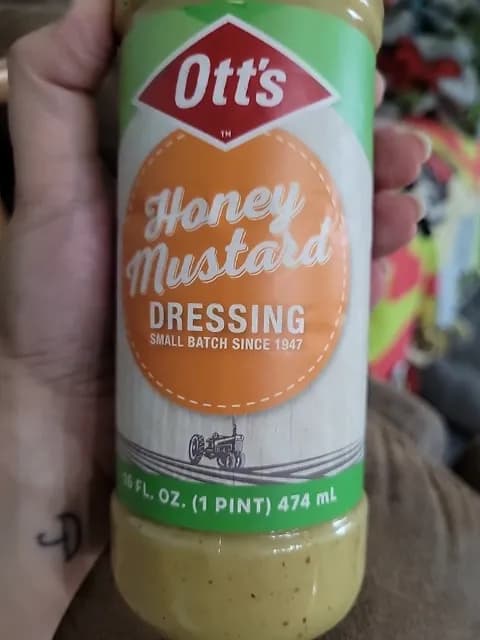 Ott's
TM
Honey
Mustard
DRESSING
SMALL BATCH SINCE 1947
16 FL. OZ. (1 PINT) 474 mL